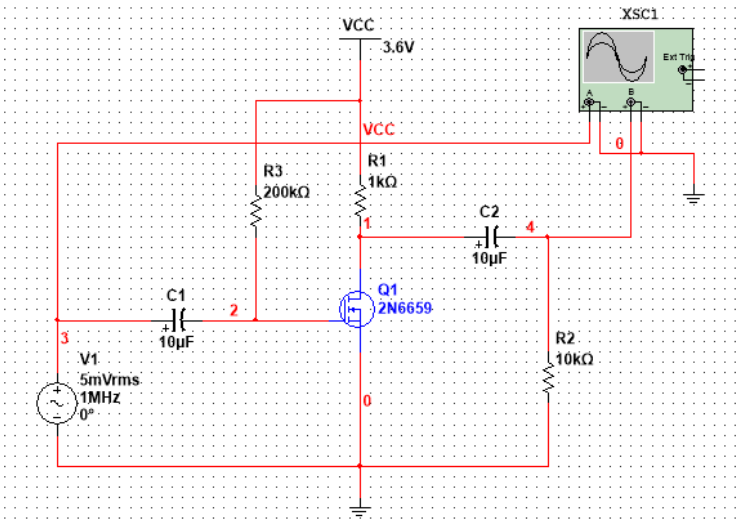 XSC1
VCC
3.6V
Ext Trig
+
−
A
B
+ −
+ −
VCC
0
R3
200kΩ
R1
1kΩ
1
C2
4
+
10µF
Q1
2N6659
C1
2
+
10µF
3
R2
10kΩ
V1
5mVrms
1MHz
0°
0